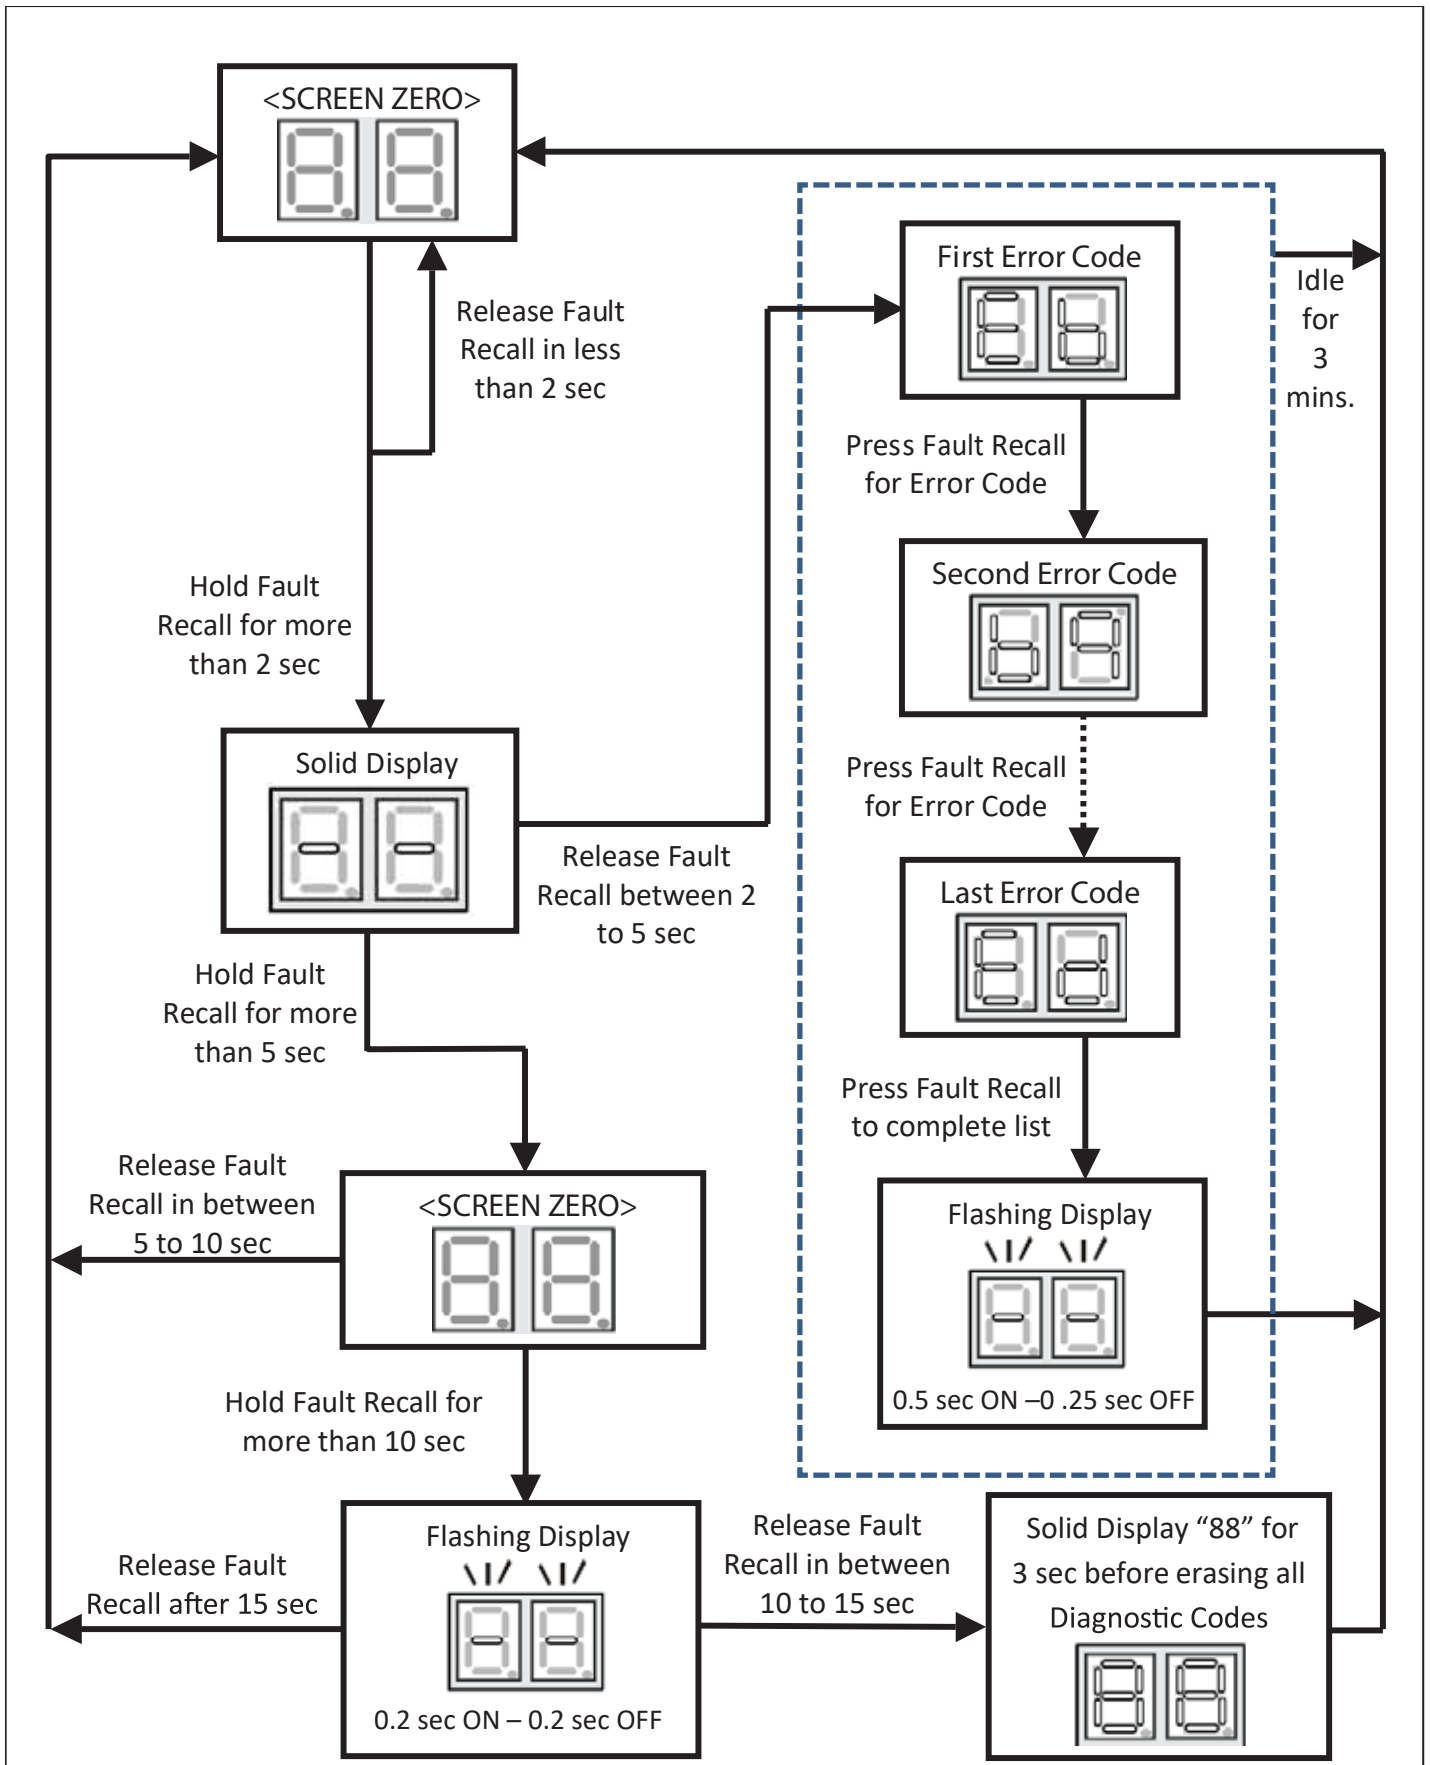 <SCREEN ZERO>
Release Fault
Recall in less
than 2 sec
Hold Fault
Recall for more
than 2 sec
Solid Display
- -
Release Fault
Recall between 2
to 5 sec
First Error Code
Eb
Press Fault Recall
for Error Code
Second Error Code
b9
Press Fault Recall
for Error Code
Last Error Code
Ed
Press Fault Recall
to complete list
Flashing Display
- -
0.5 sec ON –0 .25 sec OFF
Idle
for
3
mins.
Hold Fault
Recall for more
than 5 sec
Release Fault
Recall in between
5 to 10 sec
<SCREEN ZERO>
Hold Fault Recall for
more than 10 sec
Release Fault
Recall after 15 sec
Flashing Display
- -
0.2 sec ON – 0.2 sec OFF
Release Fault
Recall in between
10 to 15 sec
Solid Display “88” for
3 sec before erasing all
Diagnostic Codes
88